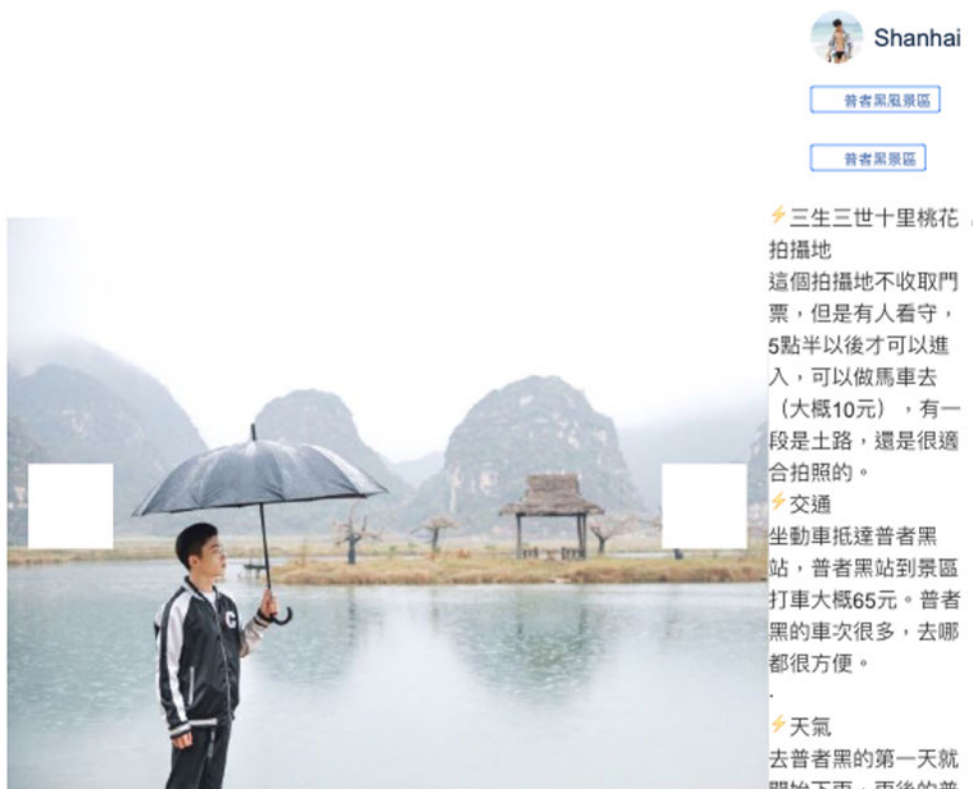 Shanhai
普者黑風景區
普者黑景區
⚡三生三世十里桃花
拍攝地
這個拍攝地不收取門
票，但是有人看守，
5點半以後才可以進
入，可以做馬車去
（大概10元），有一
段是土路，還是很適
合拍照的。
⚡交通
坐動車抵達普者黑
站，普者黑站到景區
打車大概65元。普者
黑的車次很多，去哪
都很方便。
.
⚡天氣
去普者黑的第一天就
C